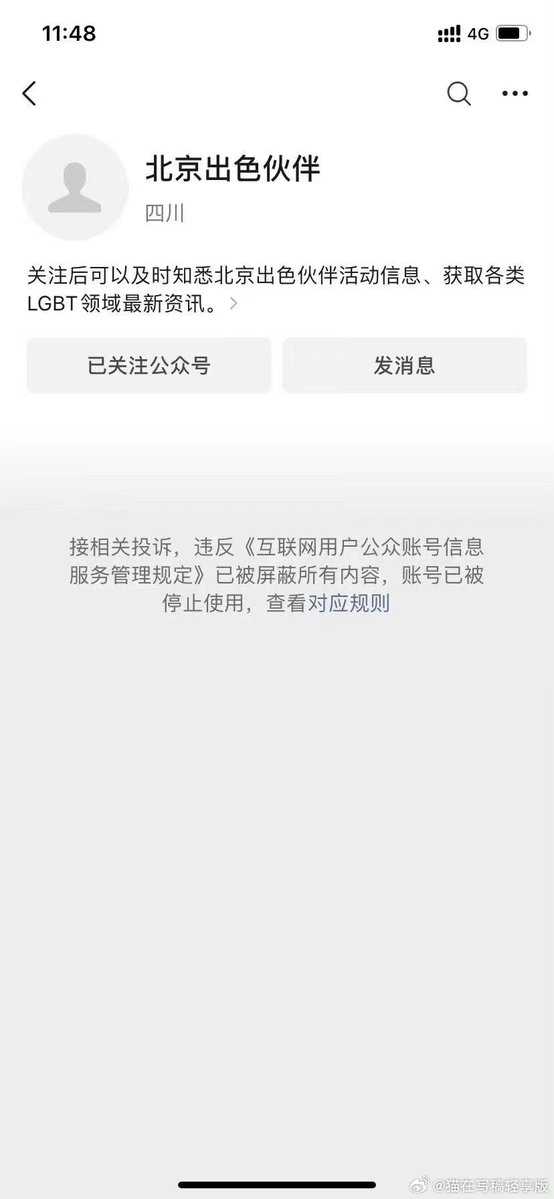 11:48
4G
北京出色伙伴
四川
关注后可以及时知悉北京出色伙伴活动信息、获取各类
LGBT领域最新资讯。
已关注公众号
发消息
接相关投诉，违反《互联网用户公众账号信息
服务管理规定》已被屏蔽所有内容，账号已被
停止使用，查看对应规则
@猫在写稿轻享版